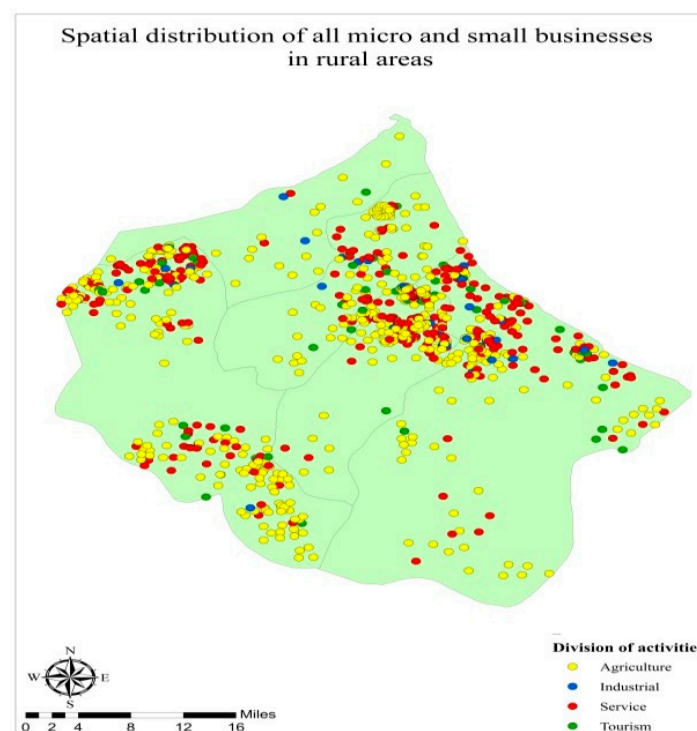 Spatial distribution of all micro and small businesses
in rural areas
N
W E
S
Miles
0 2 4 8 12 16
Division of activitie
Agriculture
Industrial
Service
Tourism